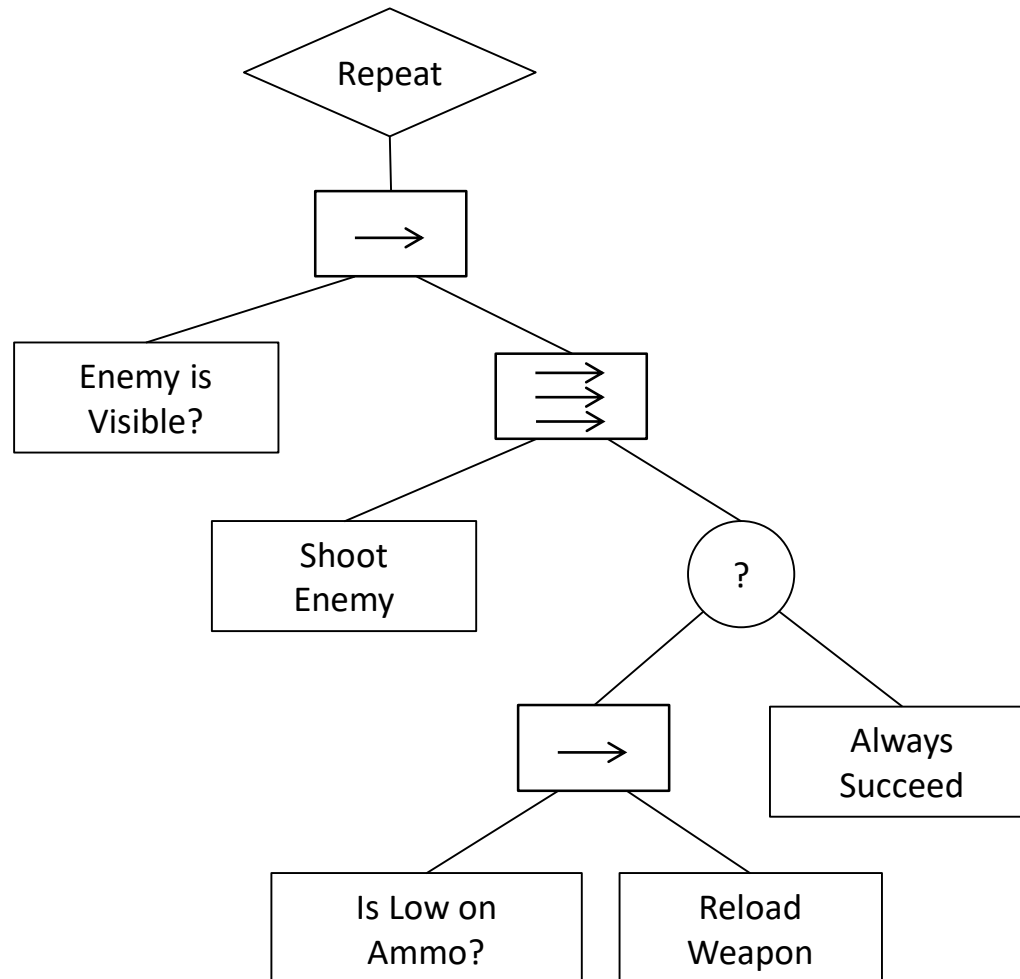 Repeat
Enemy is
Visible?
Shoot
Enemy
?
Always
Succeed
Is Low on
Ammo?
Reload
Weapon